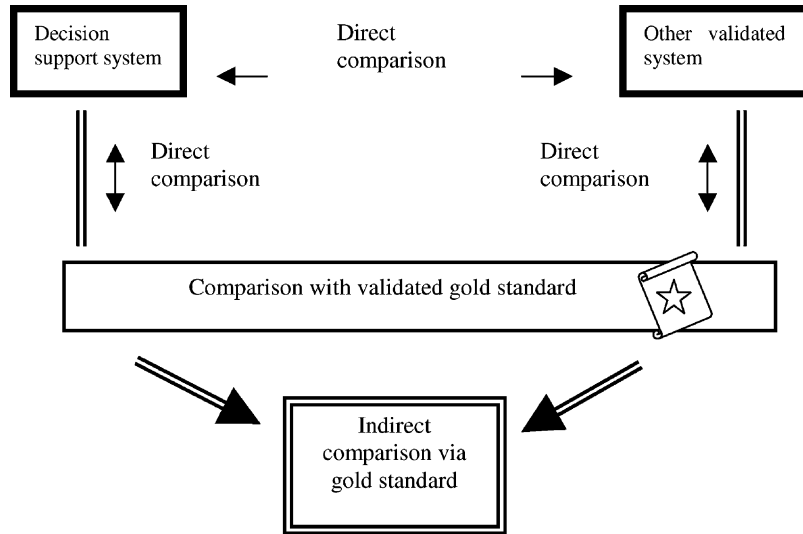 Decision
support system
Direct
comparison
Other validated
system
Direct
comparison
Direct
comparison
Comparison with validated gold standard
Indirect
comparison via
gold standard